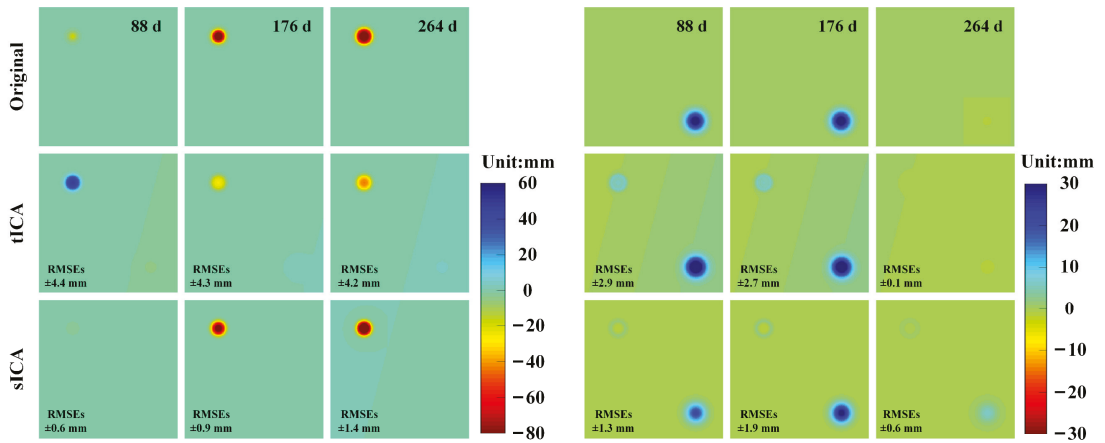 88 d 176 d 264 d 88 d 176 d 264 d
Original
Unit:mm Unit:mm
60 30
40 20
20 10
0 0
−20 −10
−40
−60 −20
−80 −30
tICA
RMSEs RMSEs RMSEs RMSEs RMSEs RMSEs
±4.4 mm ±4.3 mm ±4.2 mm ±2.9 mm ±2.7 mm ±0.1 mm
sICA
RMSEs RMSEs RMSEs RMSEs RMSEs RMSEs
±0.6 mm ±0.9 mm ±1.4 mm ±1.3 mm ±1.9 mm ±0.6 mm